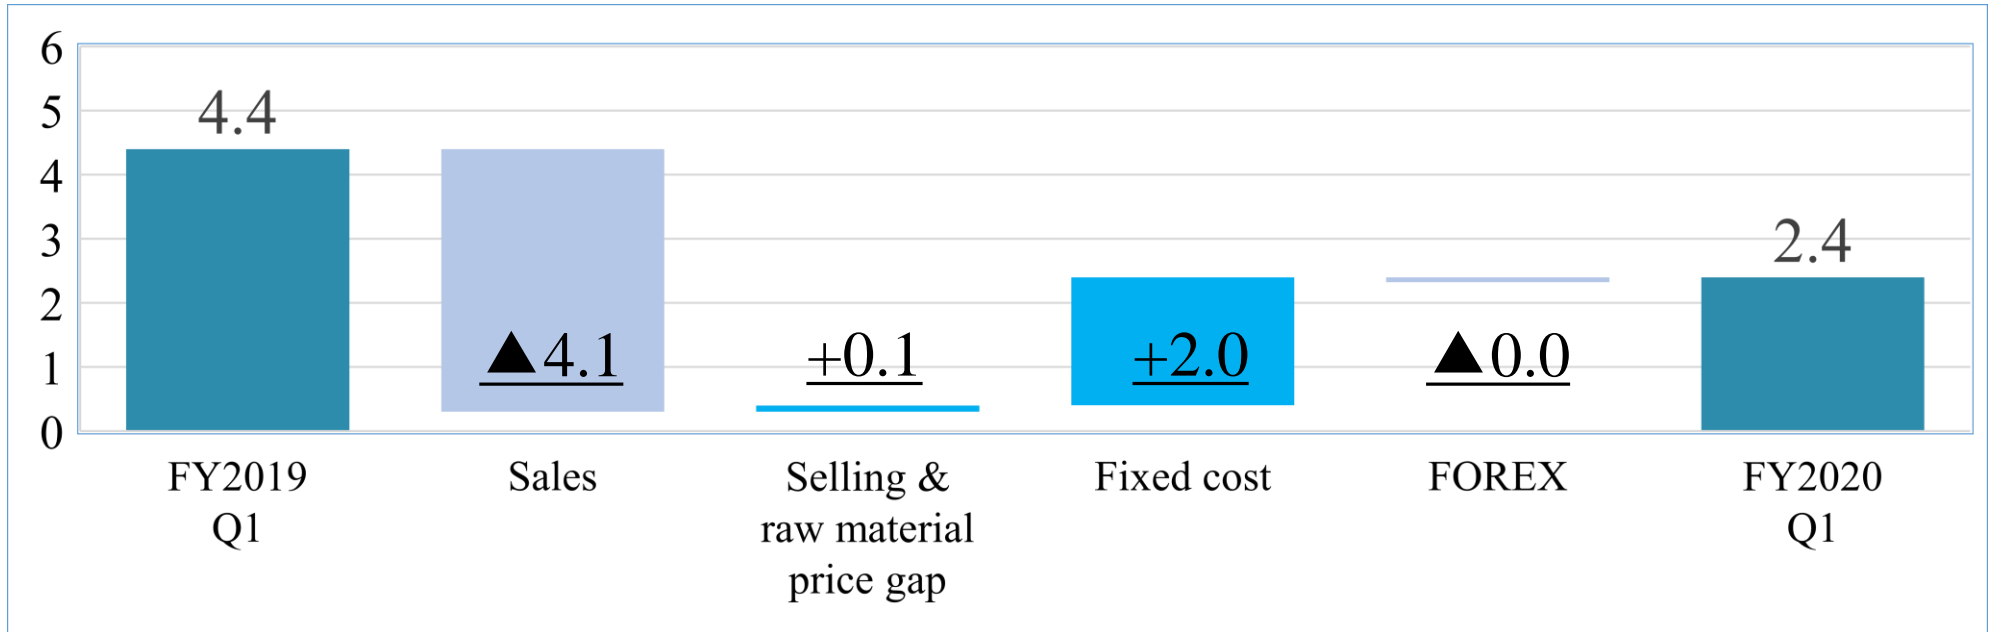 6
5
4
3
2
1
0
4.4
▲4.1
+0.1
+2.0
▲0.0
2.4
FY2019
Q1
Sales
Selling &
raw material
price gap
Fixed cost
FOREX
FY2020
Q1